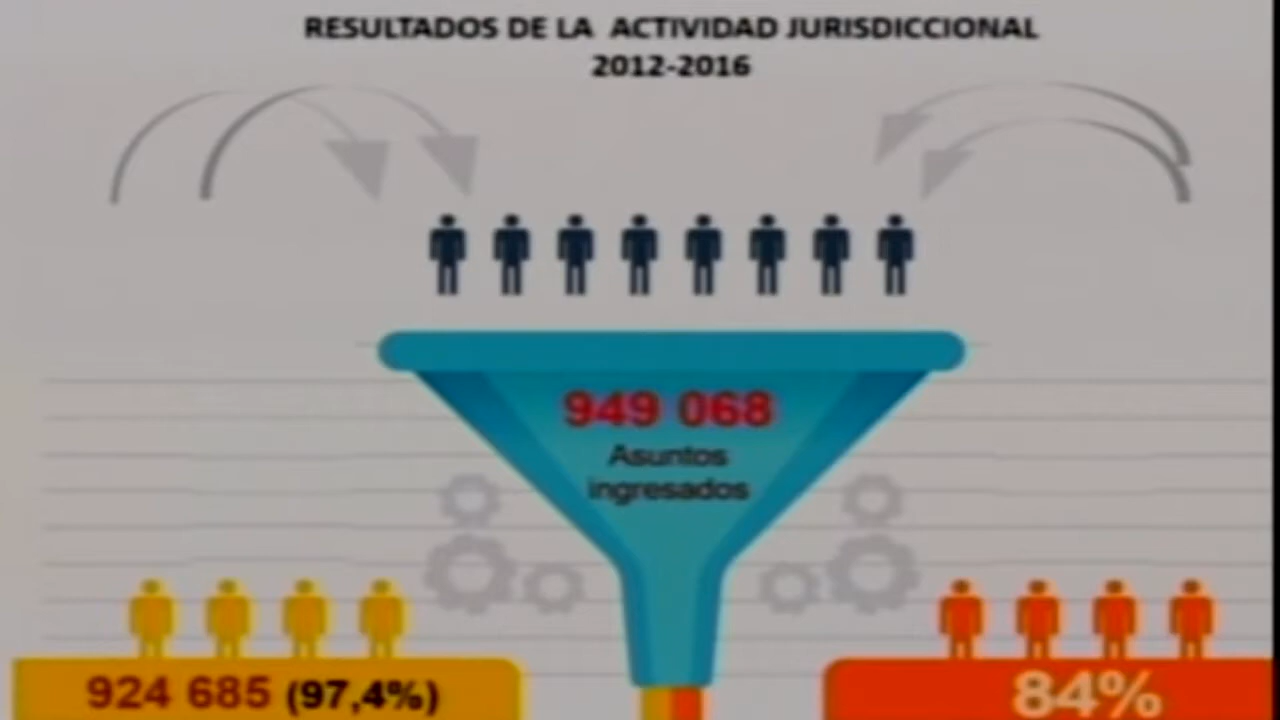 RESULTADOS DE LA ACTIVIDAD JURISDICCIONAL
2012-2016
949 068
Asuntos
ingresados
924 685 (97,4%)
84%